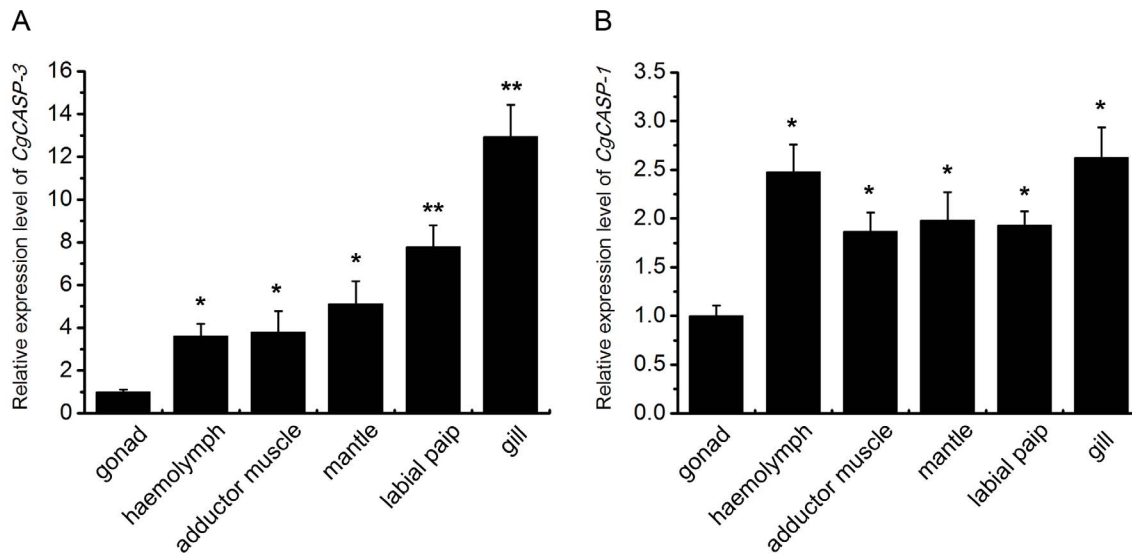 A
Relative expression level of CgCASP-3
16
14
12
10
8
6
4
2
0
*
*
*
**
**
gonad
haemolymph
adductor muscle
mantle
labial paip
gill
B
Relative expression level of CgCASP-1
3.5
3.0
2.5
2.0
1.5
1.0
0.5
0.0
*
*
*
*
*
gonad
haemolymph
adductor muscle
mantle
labial paip
gill